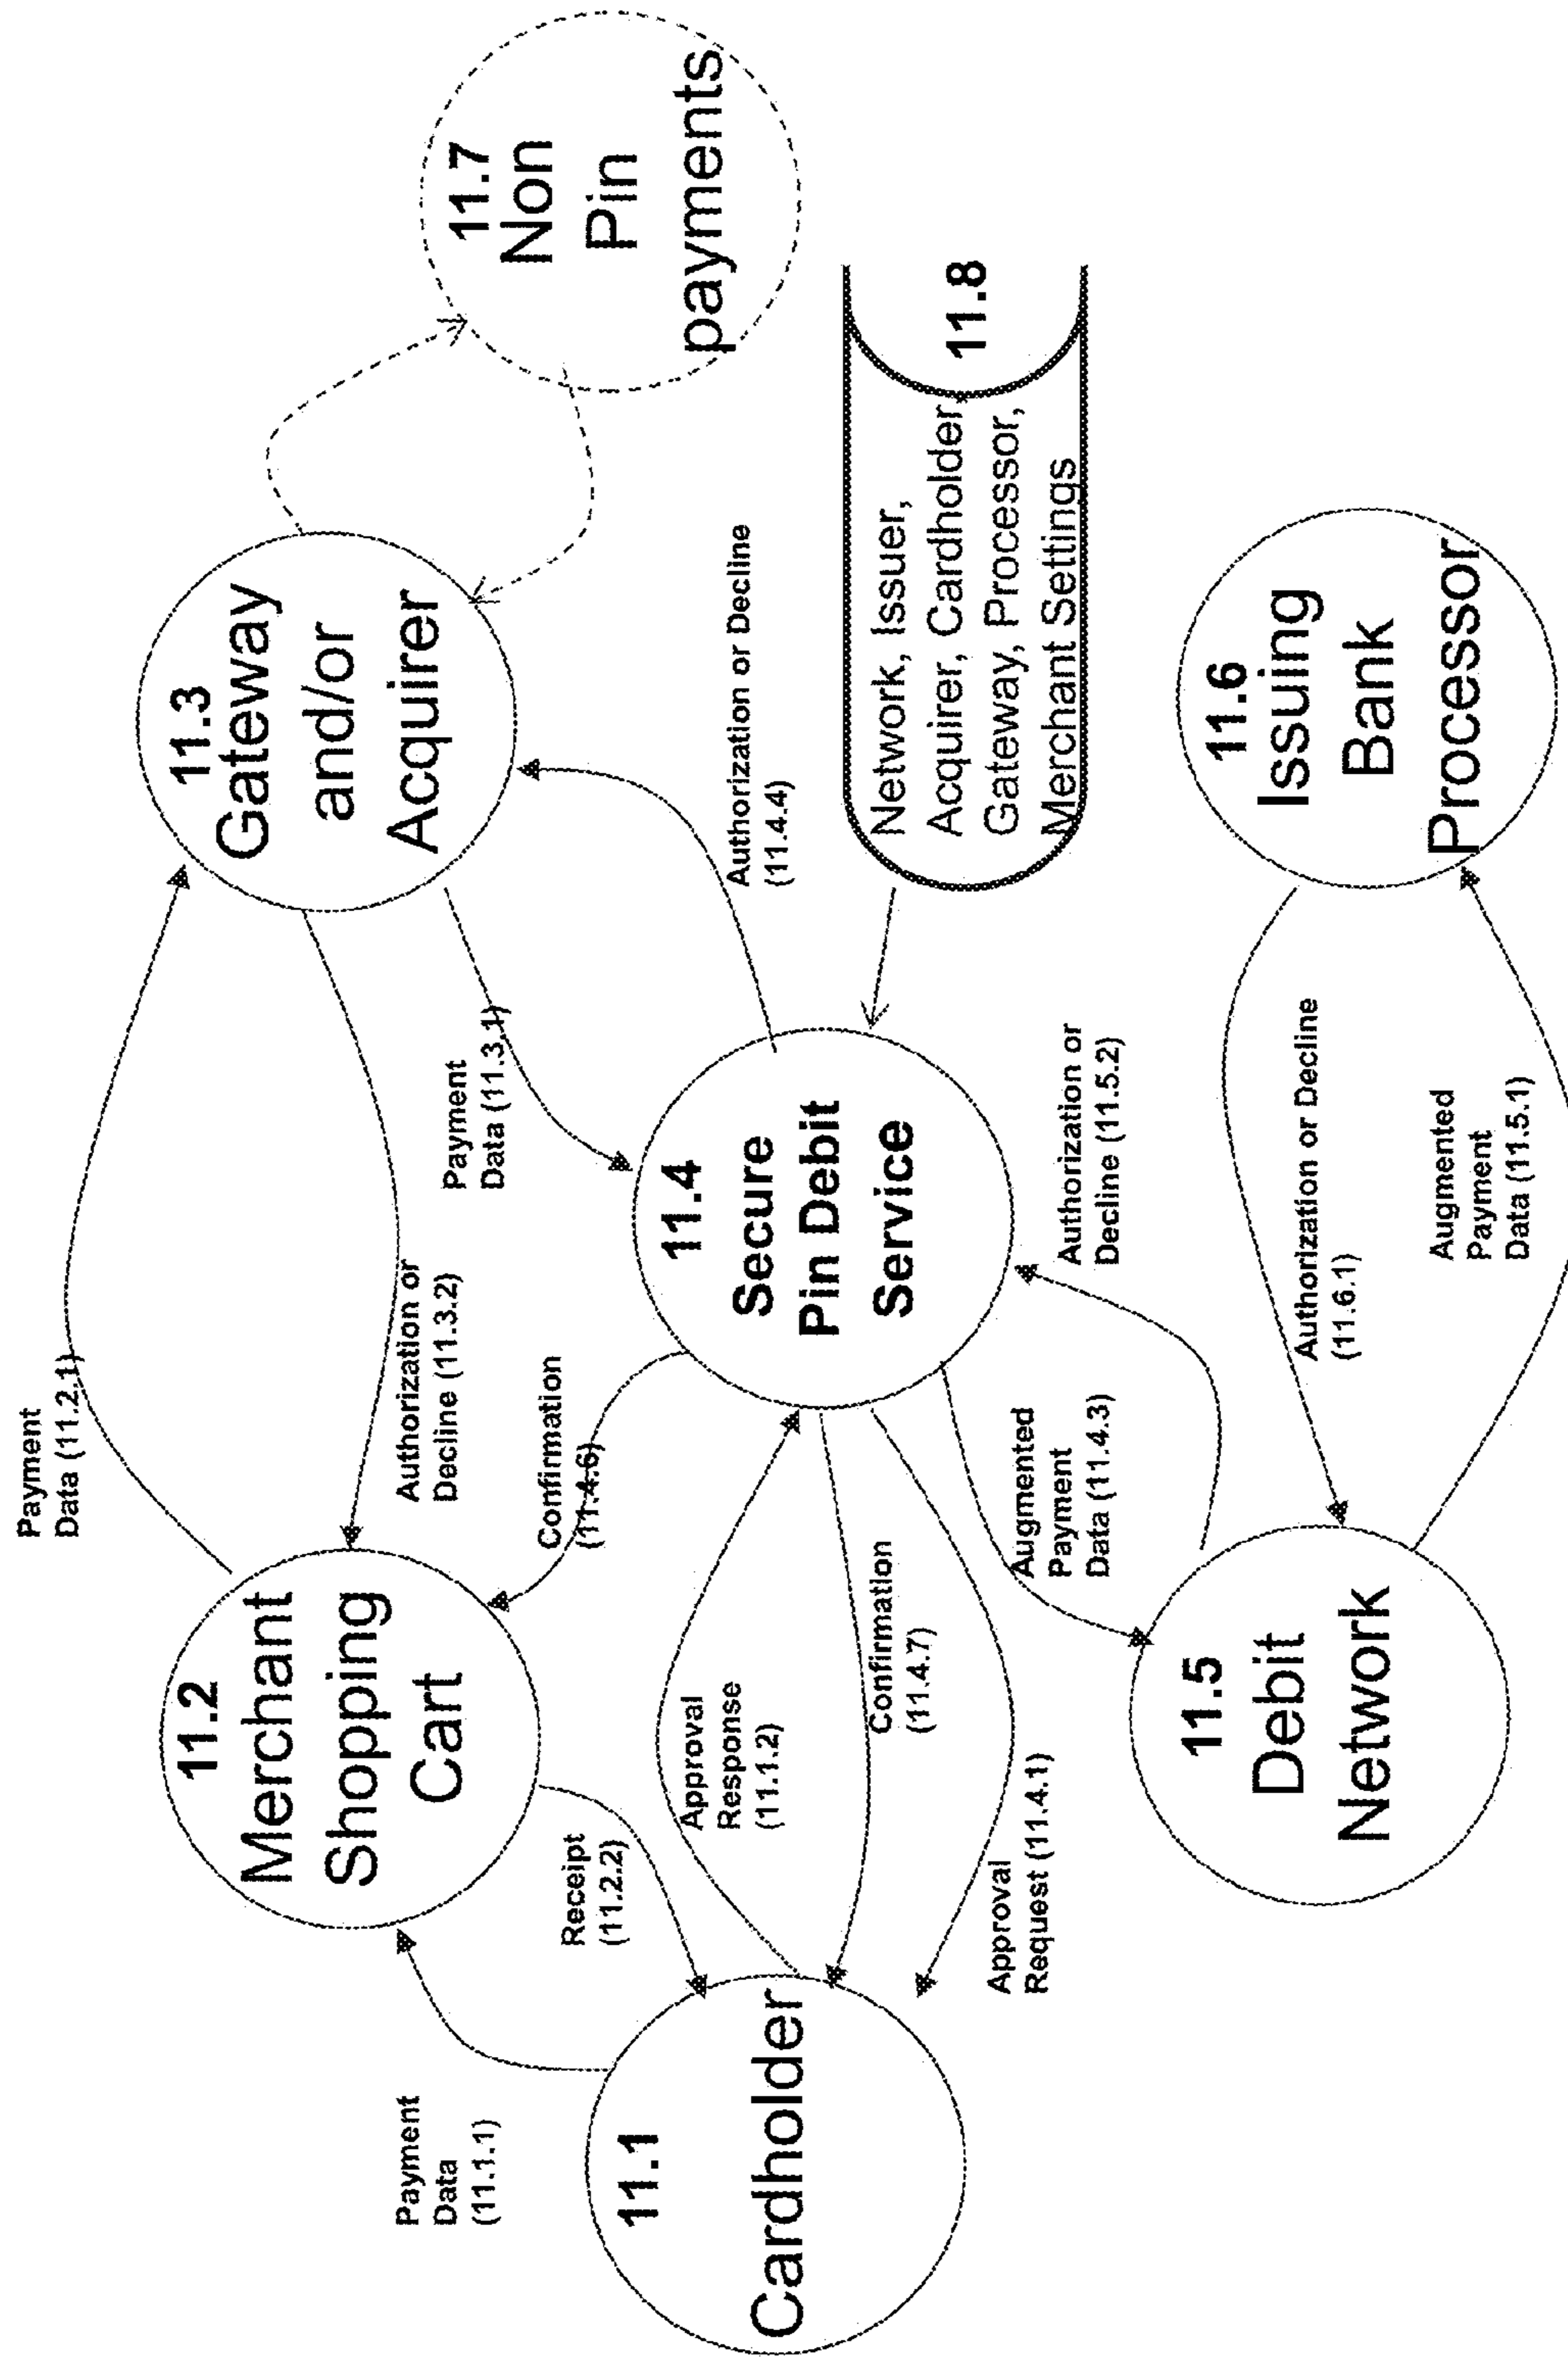 Payment
Data (11.2.1)
11.2
Merchant
Shopping
Cart
11.3
Gateway
and/or
Acquirer
Authorization or
Decline (11.3.2)
Payment
Data (11.3.1)
11.7
Non
Pin
payments
Payment
Data
(11.1.1)
Receipt
(11.2.2)
Confirmation
(11.4.6)
Authorization or Decline
(11.4.4)
11.1
Cardholder
Approval
Response
(11.1.2)
11.4
Secure
Pin Debit
Service
Confirmation
(11.4.7)
Network, Issuer,
Acquirer, Cardholder
Gateway, Processor,
Merchant Settings
11.8
Approval
Request (11.4.1)
Augmented
Payment
Data (11.4.3)
Authorization or
Decline (11.5.2)
11.5
Debit
Network
11.6
Issuing
Bank
Processor
Authorization or Decline
(11.6.1)
Augmented
Payment
Data (11.5.1)